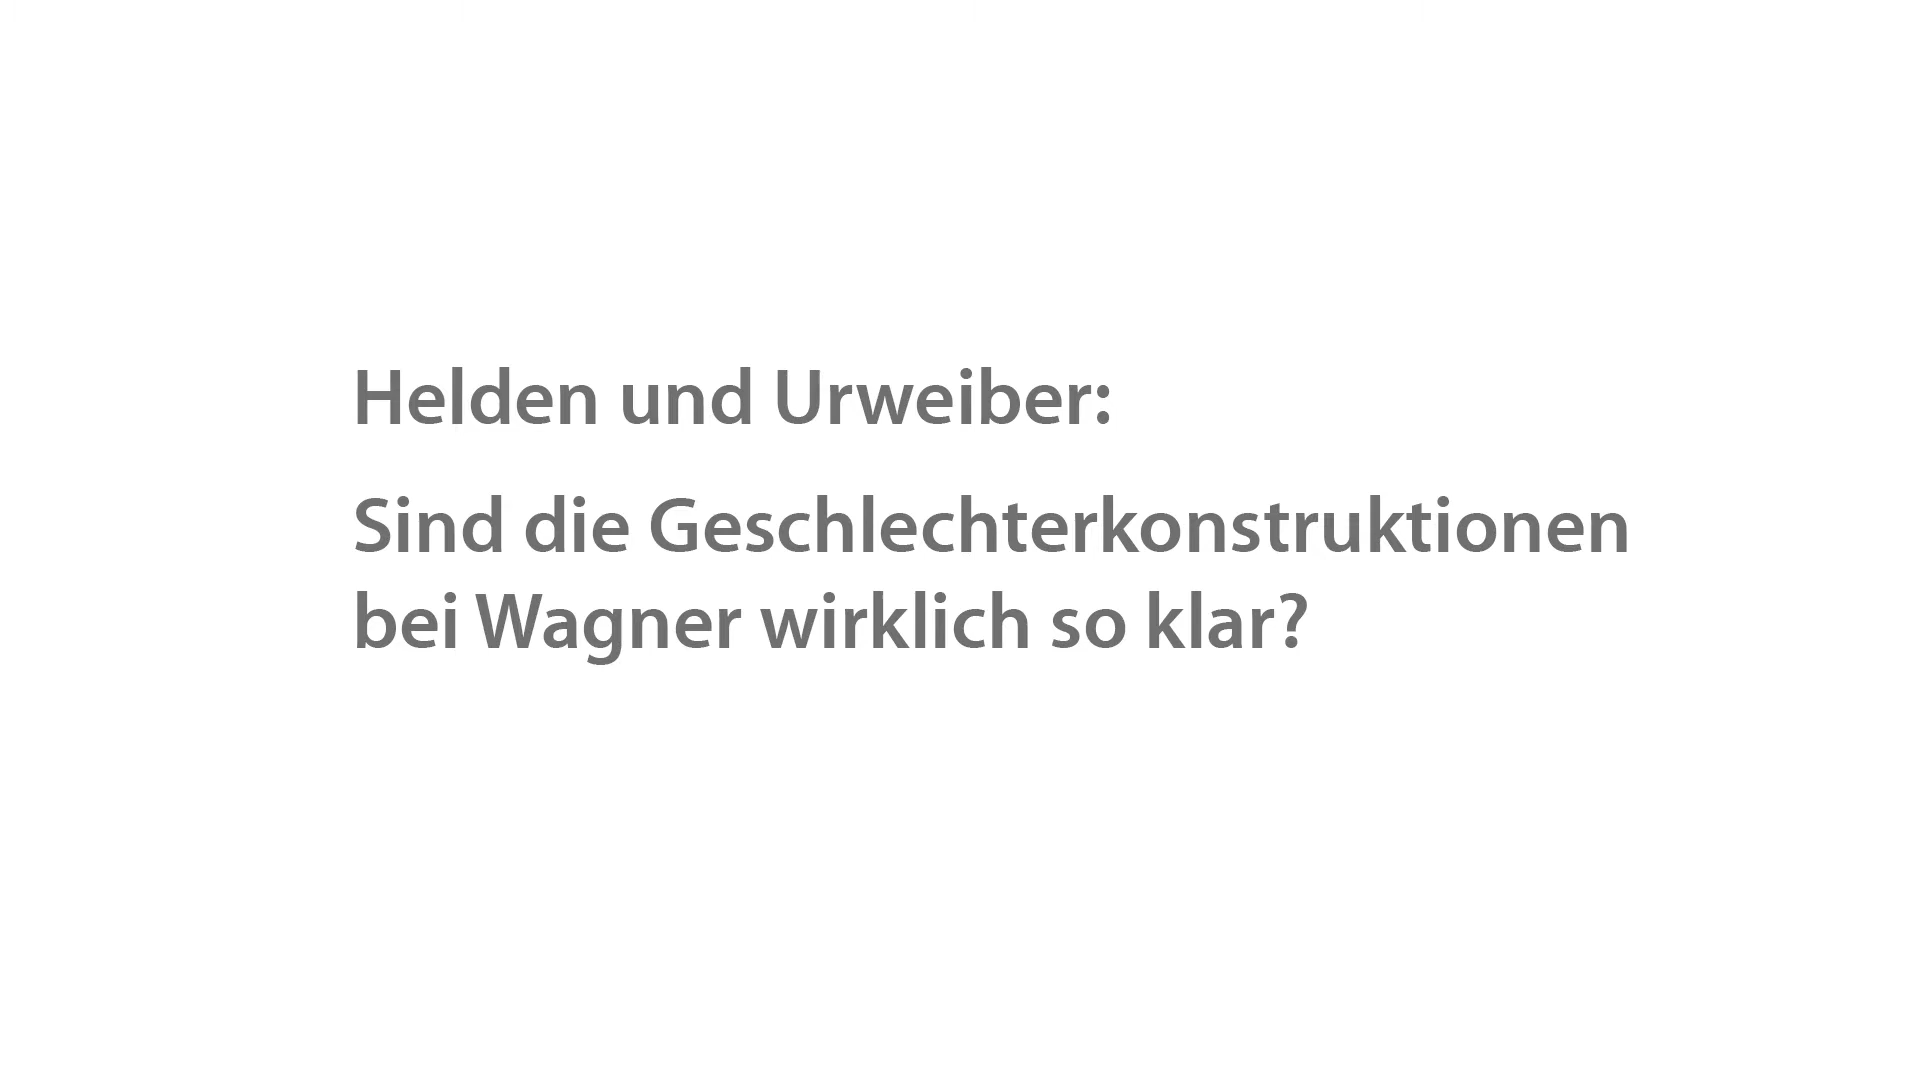 Helden und Urweiber:
Sind die Geschlechterkonstruktionen
bei Wagner wirklich so klar?